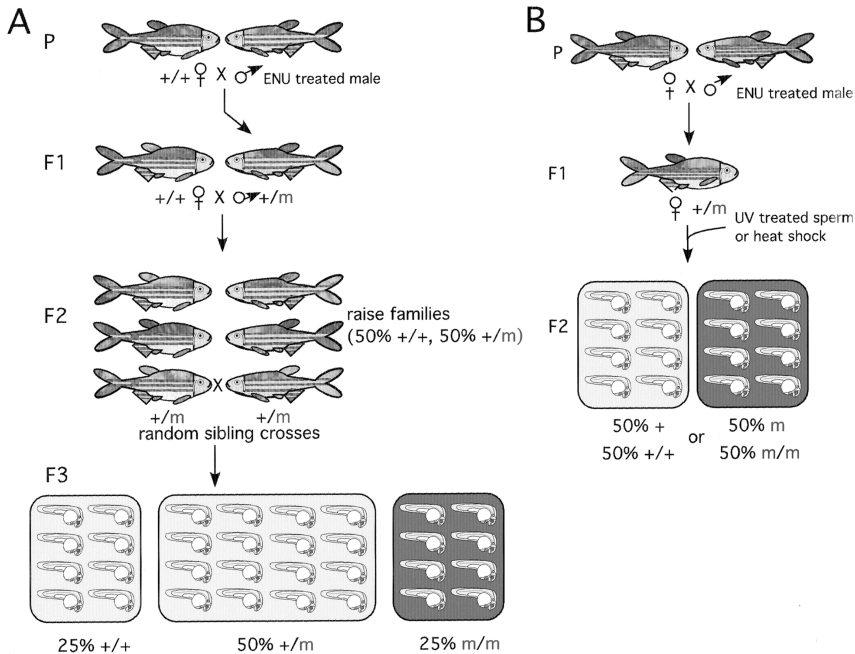 A
P
+/+ ♀ X ♂ ENU treated male
F1
+/+ ♀ X ♂ +/m
F2
raise families
(50% +/+, 50% +/m)
X
+/m +/m
random sibling crosses
F3
25% +/+ 50% +/m 25% m/m
B
P
♀ X ♂ ENU treated male
F1
♀ +/m
UV treated sperm
or heat shock
F2
50% + or 50% m
50% +/+ 50% m/m